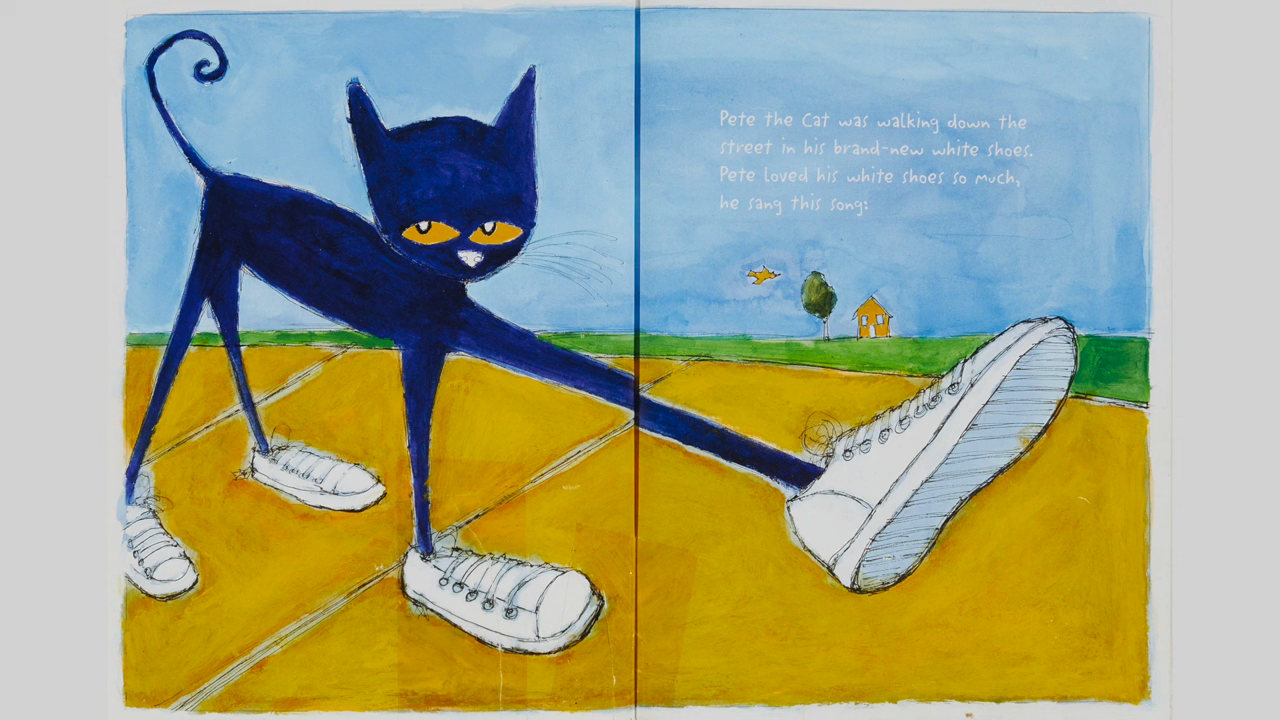 Pete the Cat was walking down the
street in his brand-new white shoes.
Pete loved his white shoes so much,
he sang this song: